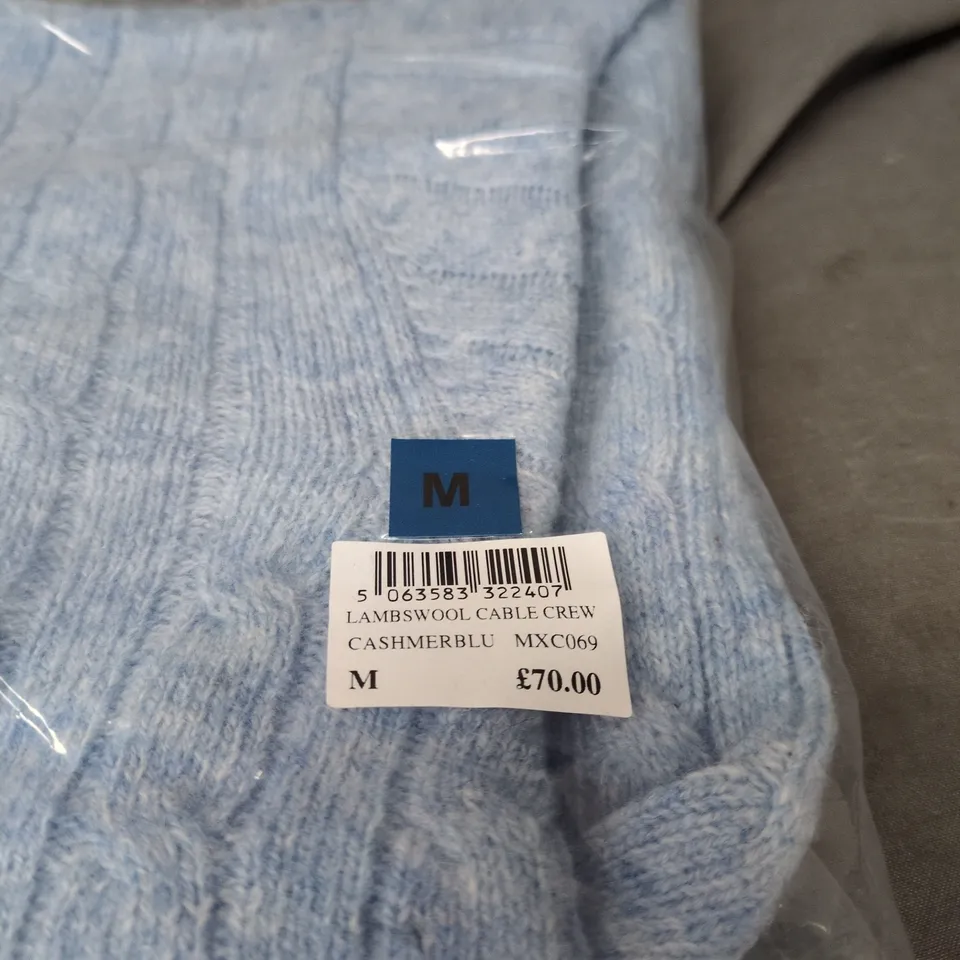 M
5 063583 322407
LAMBSWOOL CABLE CREW
CASHMERBLU MXC069
M £70.00